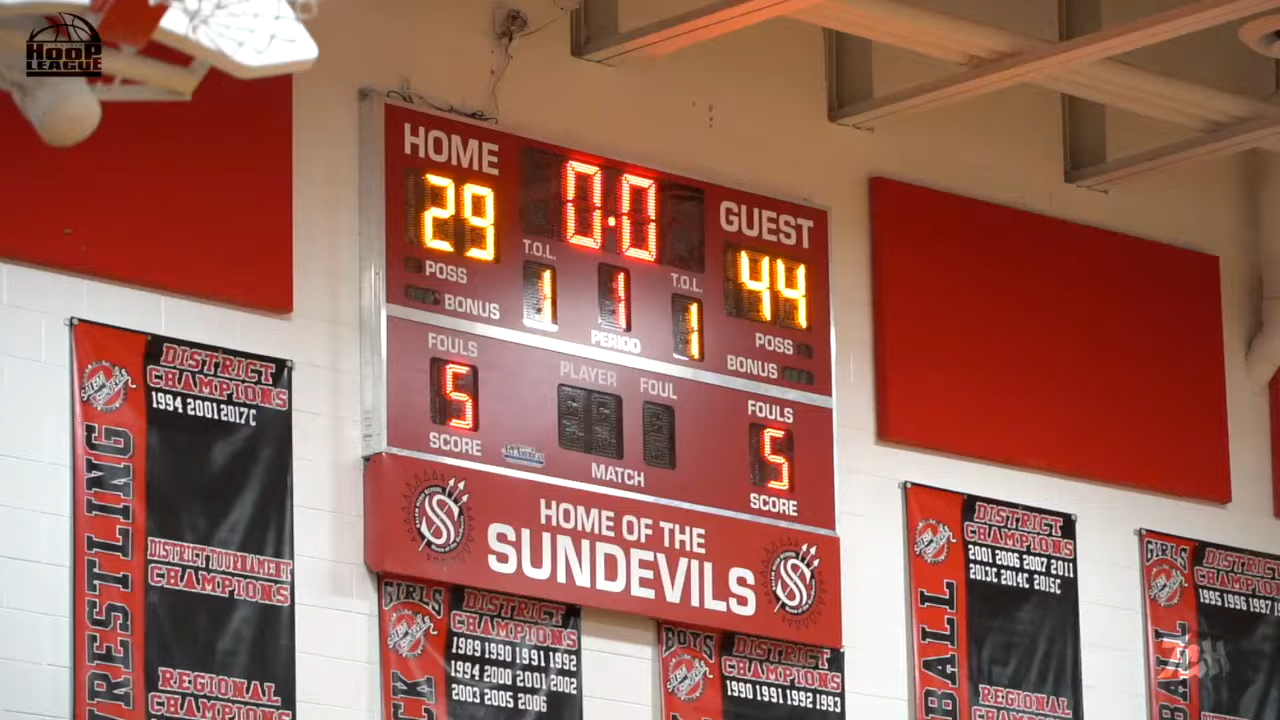 HOOP
LEAGUE
HOME
29
0.0
GUEST
44
T.O.L.
1
PERIOD
1
T.O.L.
1
POSS
BONUS
POSS
BONUS
FOULS
5
SCORE
PLAYER FOUL
MATCH
FOULS
5
SCORE
HOME OF THE
SUNDEVILS
WRESTLING
DISTRICT
CHAMPIONS
1994 2001 2017C
DISTRICT TOURNAMENT
CHAMPIONS
REGIONAL
CHAMPIONS
GIRLS
DISTRICT
CHAMPIONS
1989 1990 1991 1992
1994 2000 2001 2002
2003 2005 2006
BOYS
DISTRICT
CHAMPIONS
1990 1991 1992 1993
DISTRICT
CHAMPIONS
2001 2006 2007 2011
2013C 2014C 2015C
REGIONAL
CHAMPIONS
GIRLS
DISTRICT
CHAMPIONS
1995 1996 1997